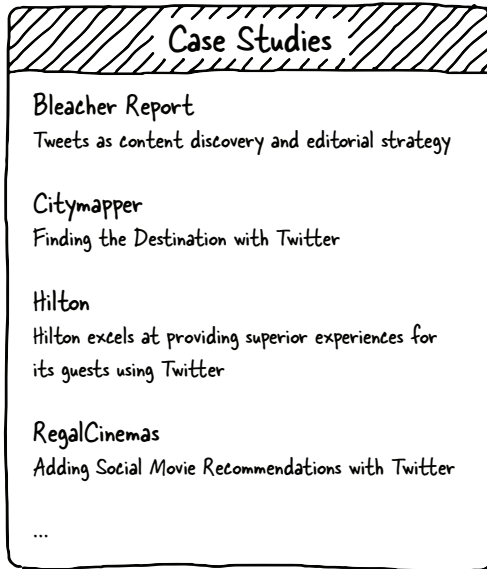 Case Studies
Bleacher Report
Tweets as content discovery and editorial strategy
Citymapper
Finding the Destination with Twitter
Hilton
Hilton excels at providing superior experiences for
its guests using Twitter
RegalCinemas
Adding Social Movie Recommendations with Twitter
...